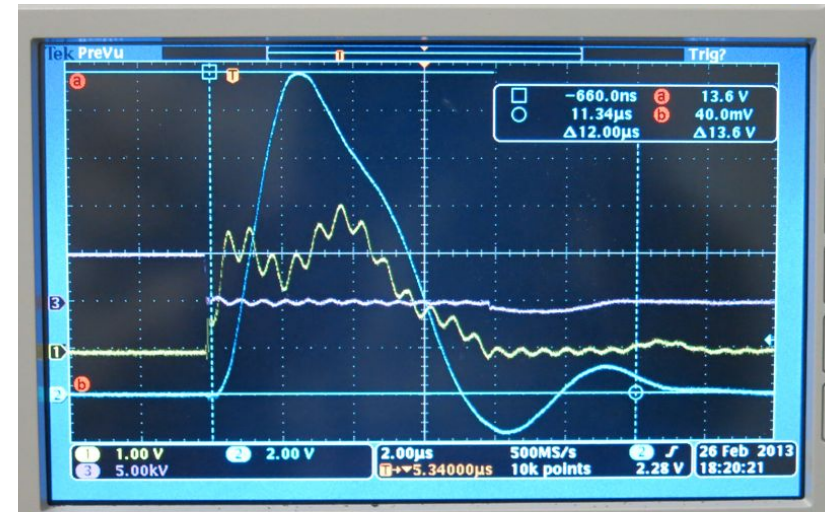 Tek PreVu Trig?
T
a T
−660.0ns a 13.6 V
11.34µs b 40.0mV
Δ12.00µs Δ13.6 V
3
1
b
2
1 1.00 V 2 2.00 V 2.00µs 500MS/s 2 26 Feb 2013
3 5.00kV T→▼5.34000µs 10k points 2.28 V 18:20:21